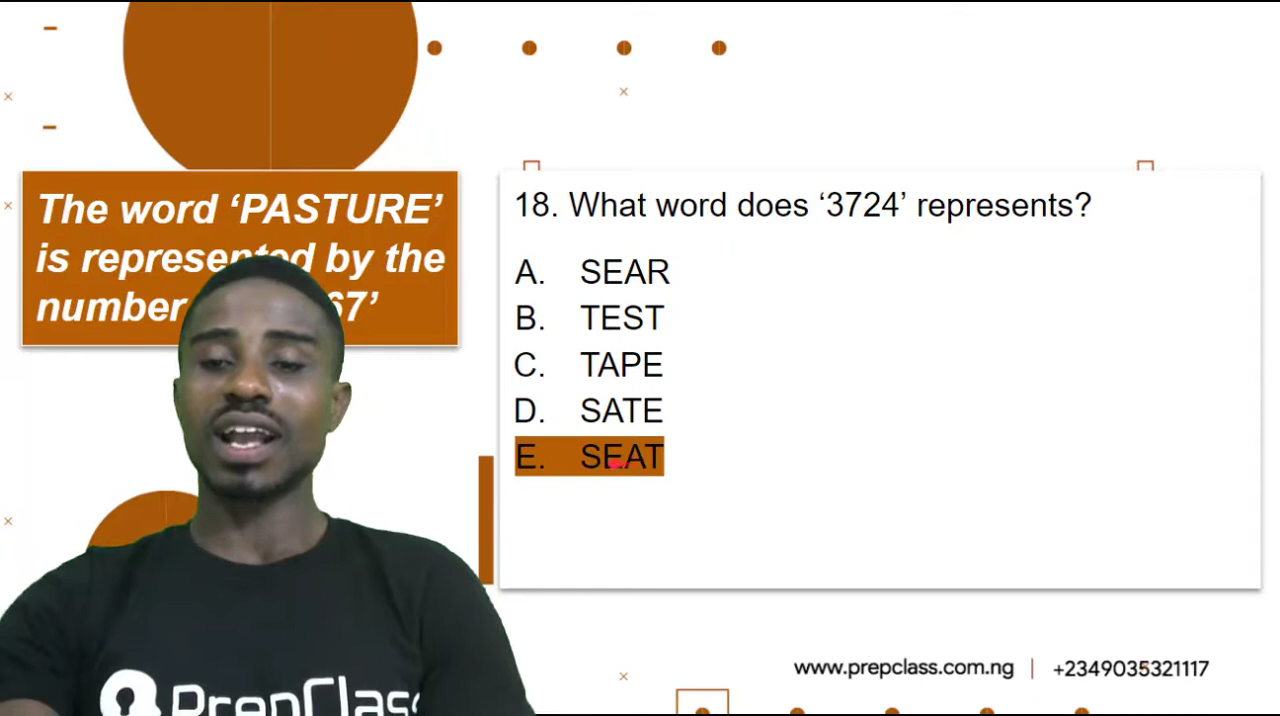 The word ‘PASTURE’
is represented by the
number 67’
18. What word does ‘3724’ represents?
A. SEAR
B. TEST
C. TAPE
D. SATE
E. SEAT
www.prepclass.com.ng | +2349035321117
PrepClass